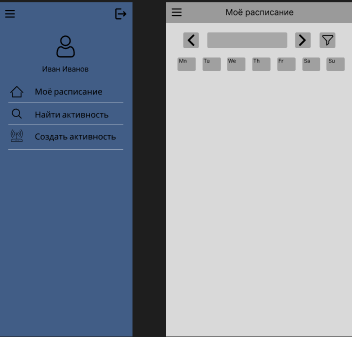 Иван Иванов
Моё расписание
Найти активность
Создать активность
Моё расписание
Mn Tu We Th Fr Sa Su